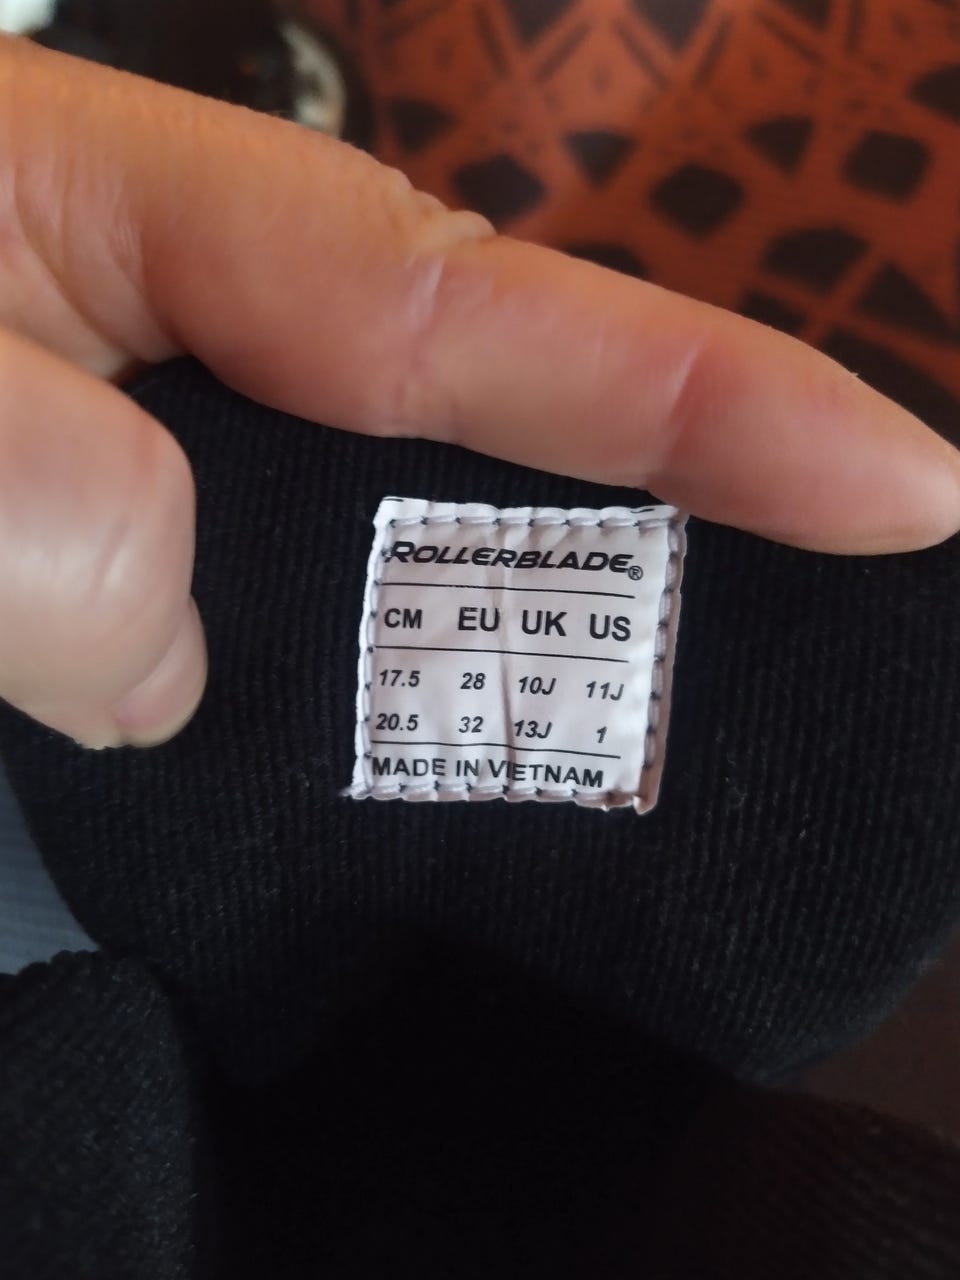 ROLLERBLADE®
CM EU UK US
17.5 28 10J 11J
20.5 32 13J 1
MADE IN VIETNAM